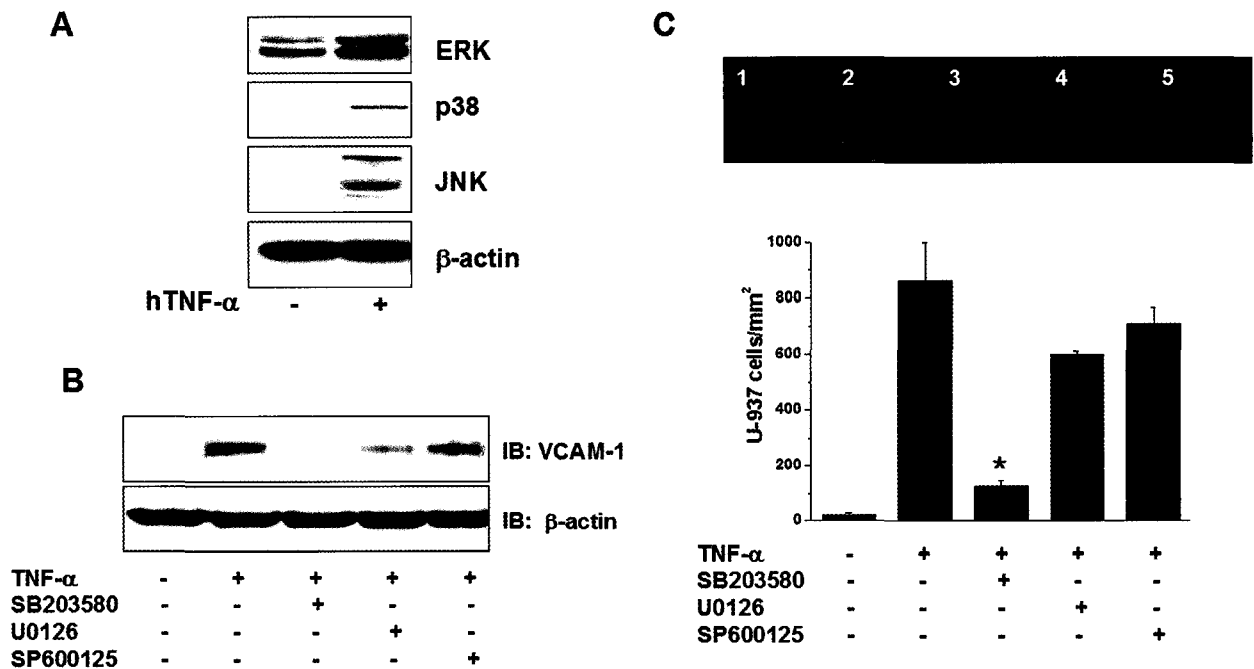 A
ERK
p38
JNK
β-actin
hTNF-α - +
B
IB: VCAM-1
IB: β-actin
TNF-α - + + + +
SB203580 - - + - -
U0126 - - - + -
SP600125 - - - - +
C
1 2 3 4 5
1000
800
600
400
200
0
U-937 cells/mm²
*
TNF-α - + + + +
SB203580 - - + - -
U0126 - - - + -
SP600125 - - - - +